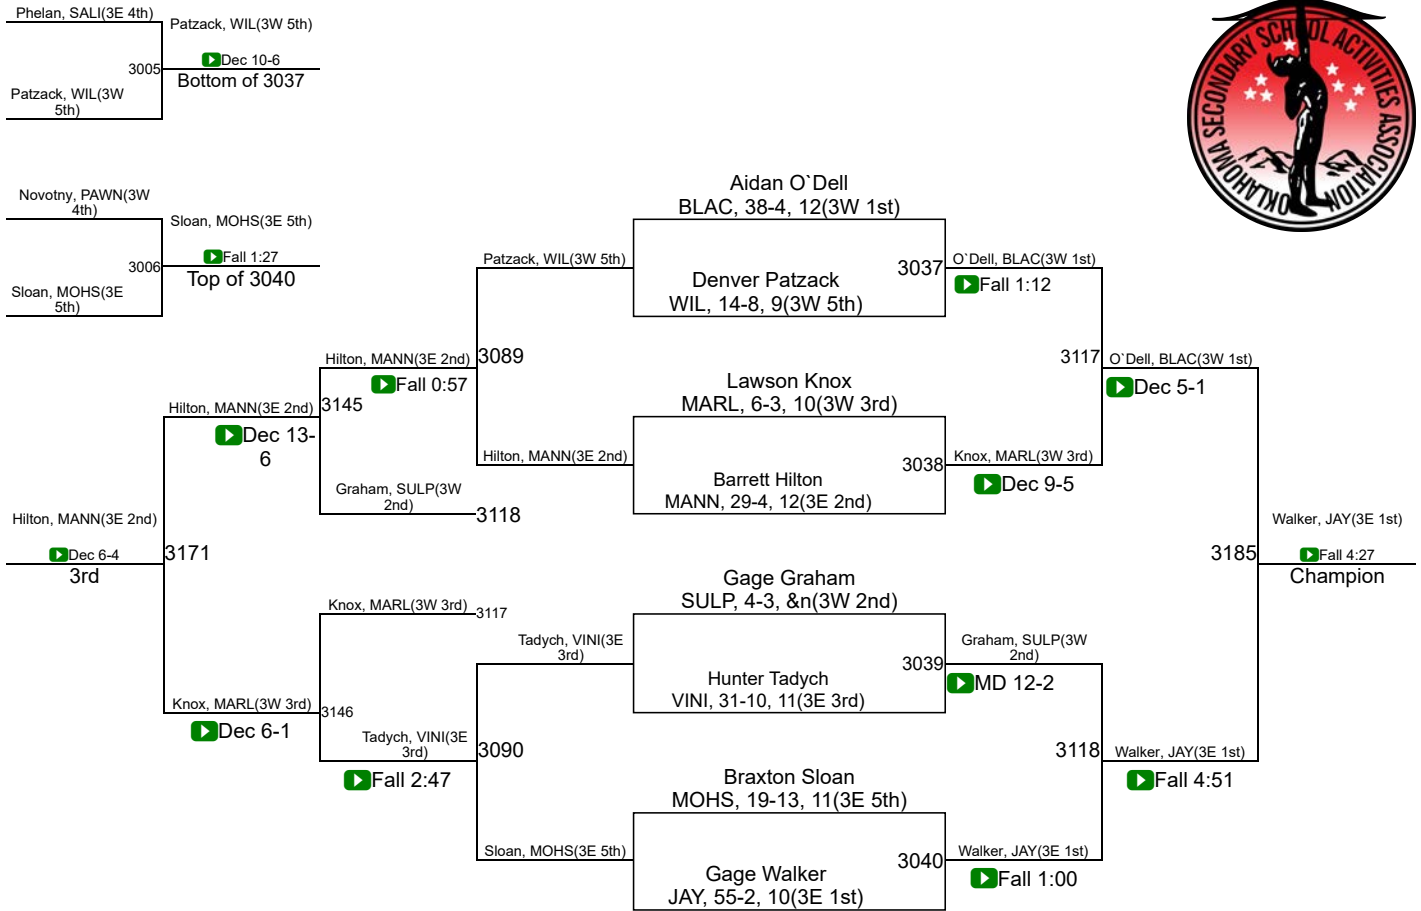 Phelan, SALI(3E 4th)
Patzack, WIL(3W 5th)
Dec 10-6
3005
Bottom of 3037
Patzack, WIL(3W
5th)
OKLAHOMA SECONDARY SCHOOL ACTIVITIES ASSOCIATION
Novotny, PAWN(3W
4th)
Sloan, MOHS(3E 5th)
Fall 1:27
3006
Top of 3040
Sloan, MOHS(3E
5th)
Aidan O`Dell
BLAC, 38-4, 12(3W 1st)
Patzack, WIL(3W 5th)
3037
O`Dell, BLAC(3W 1st)
Denver Patzack
WIL, 14-8, 9(3W 5th)
Fall 1:12
Hilton, MANN(3E 2nd)
3089
Fall 0:57
3117
O`Dell, BLAC(3W 1st)
Dec 5-1
Lawson Knox
MARL, 6-3, 10(3W 3rd)
Hilton, MANN(3E 2nd)
3145
Dec 13-
6
Hilton, MANN(3E 2nd)
3038
Knox, MARL(3W 3rd)
Barrett Hilton
MANN, 29-4, 12(3E 2nd)
Dec 9-5
Graham, SULP(3W
2nd)
3118
Hilton, MANN(3E 2nd)
Dec 6-4
3rd
3171
3185
Walker, JAY(3E 1st)
Fall 4:27
Champion
Gage Graham
SULP, 4-3, &n(3W 2nd)
Knox, MARL(3W 3rd)
3117
Tadych, VINI(3E
3rd)
3039
Graham, SULP(3W
2nd)
Hunter Tadych
VINI, 31-10, 11(3E 3rd)
MD 12-2
Knox, MARL(3W 3rd)
3146
Dec 6-1
Tadych, VINI(3E
3rd)
3090
Fall 2:47
3118
Walker, JAY(3E 1st)
Fall 4:51
Braxton Sloan
MOHS, 19-13, 11(3E 5th)
Sloan, MOHS(3E 5th)
3040
Walker, JAY(3E 1st)
Gage Walker
JAY, 55-2, 10(3E 1st)
Fall 1:00